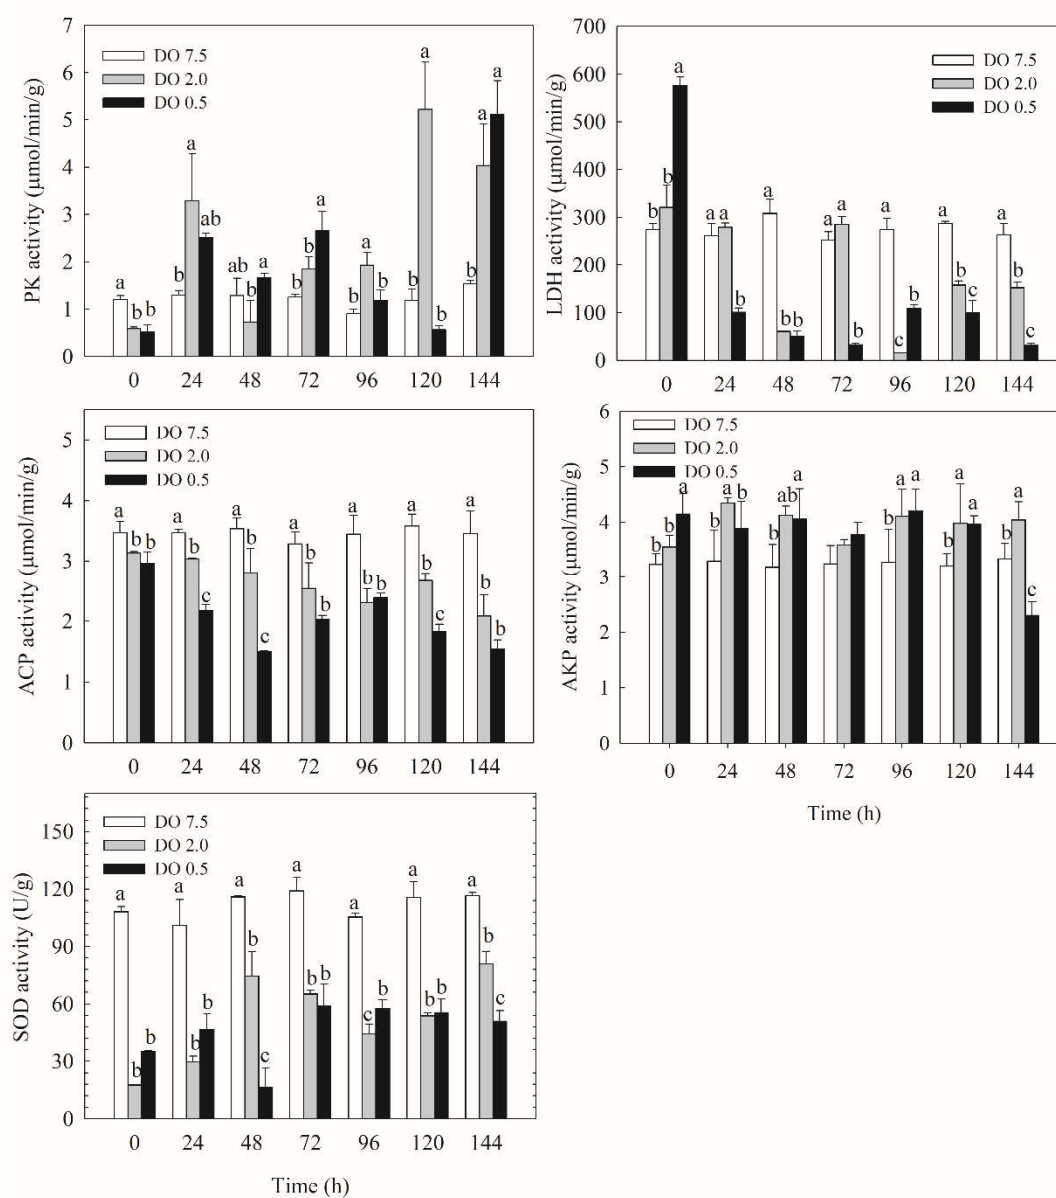 PK activity (μmol/min/g)
7
6
5
4
3
2
1
0
DO 7.5
DO 2.0
DO 0.5
a b b
b a ab
ab b a
b b a
b a b
b a b
b a a
0 24 48 72 96 120 144
LDH activity (μmol/min/g)
700
600
500
400
300
200
100
0
DO 7.5
DO 2.0
DO 0.5
b b a
a a b
a b b
a a b
a c b
a b c
a b c
0 24 48 72 96 120 144
ACP activity (μmol/min/g)
5
4
3
2
1
0
DO 7.5
DO 2.0
DO 0.5
a b b
a b c
a b c
a b b
a b b
a b c
a b b
0 24 48 72 96 120 144
AKP activity (μmol/min/g)
6
5
4
3
2
1
0
DO 7.5
DO 2.0
DO 0.5
b b a
b a b
b ab a
b a a
b a a
b a c
0 24 48 72 96 120 144
Time (h)
SOD activity (U/g)
150
120
90
60
30
0
DO 7.5
DO 2.0
DO 0.5
a b b
a b b
a b c
a b b
a c b
a b b
a b c
0 24 48 72 96 120 144
Time (h)